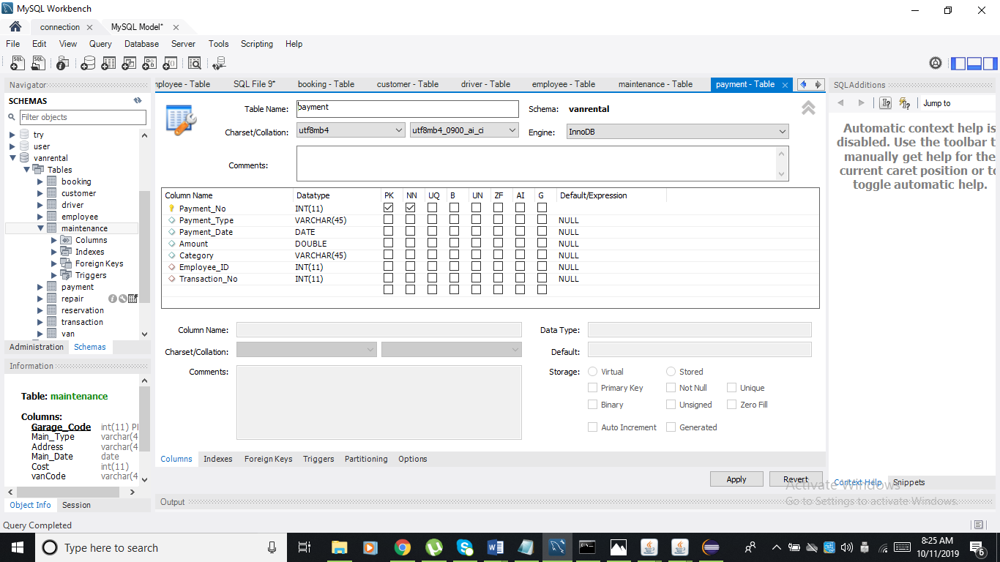 MySQL Workbench
connection
MySQL Model*
File Edit View Query Database Server Tools Scripting Help
Navigator
SCHEMAS
Filter objects
try
user
vanrental
Tables
booking
customer
driver
employee
maintenance
Columns
Indexes
Foreign Keys
Triggers
payment
repair
reservation
transaction
van
Administration Schemas
Information
Table: maintenance
Columns:
Garage_Code int(11) PI
Main_Type varchar(4
Address varchar(4
Main_Date date
Cost int(11)
vanCode varchar(4
Object Info Session
Query Completed
nployee - Table SQL File 9* booking - Table customer - Table driver - Table employee - Table maintenance - Table payment - Table
Table Name: payment Schema: vanrental
Charset/Collation: utf8mb4 utf8mb4_0900_ai_ci Engine: InnoDB
Comments:
Column Name Datatype PK NN UQ B UN ZF AI G Default/Expression
Payment_No INT(11)
Payment_Type VARCHAR(45) NULL
Payment_Date DATE NULL
Amount DOUBLE NULL
Category VARCHAR(45) NULL
Employee_ID INT(11) NULL
Transaction_No INT(11) NULL
Column Name: Data Type:
Charset/Collation: Default:
Comments: Storage: Virtual Stored
Primary Key Not Null Unique
Binary Unsigned Zero Fill
Auto Increment Generated
Columns Indexes Foreign Keys Triggers Partitioning Options
Apply Revert
Output
SQLAdditions
Jump to
Automatic context help is
disabled. Use the toolbar t
manually get help for the
current caret position or to
toggle automatic help.
Context Help Snippets
Activate Windows
Go to Settings to activate Windows.
Type here to search
8:25 AM
10/11/2019
6